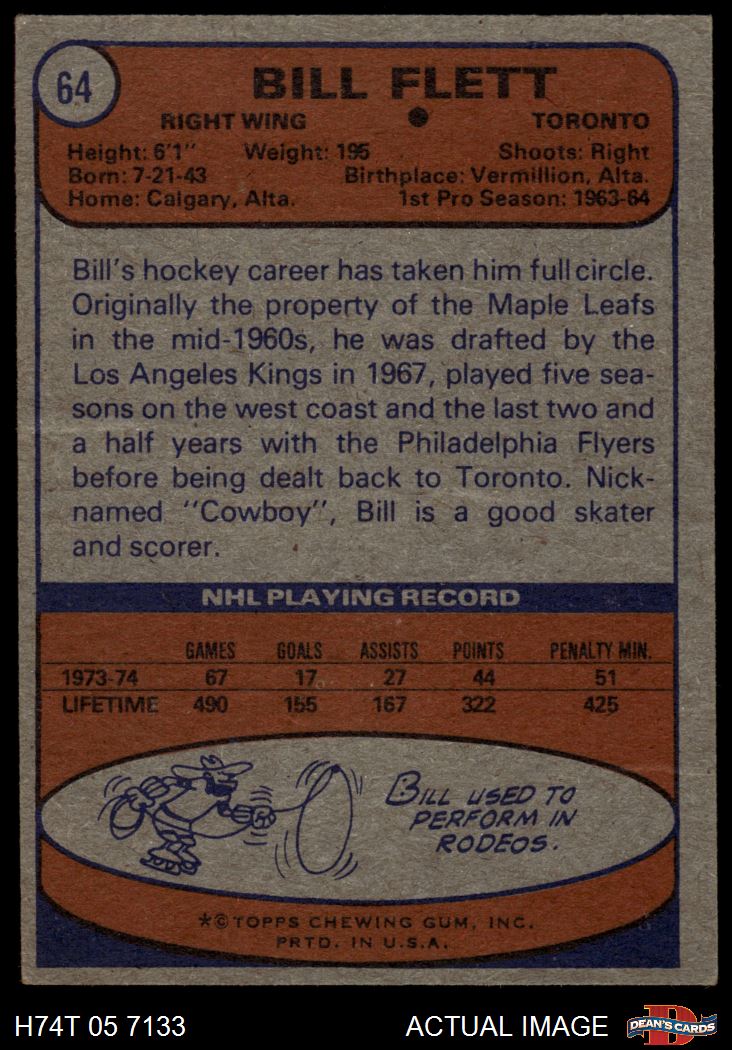 64
BILL FLETT
RIGHT WING TORONTO
Height: 6'1" Weight: 195 Shoots: Right
Born: 7-21-43 Birthplace: Vermillion, Alta.
Home: Calgary, Alta. 1st Pro Season: 1963-64
Bill's hockey career has taken him full circle.
Originally the property of the Maple Leafs
in the mid-1960s, he was drafted by the
Los Angeles Kings in 1967, played five sea-
sons on the west coast and the last two and
a half years with the Philadelphia Flyers
before being dealt back to Toronto. Nick-
named "Cowboy", Bill is a good skater
and scorer.
NHL PLAYING RECORD
GAMES GOALS ASSISTS POINTS PENALTY MIN.
1973-74 67 17 27 44 51
LIFETIME 490 155 167 322 425
BILL USED TO
PERFORM IN
RODEOS.
*©TOPPS CHEWING GUM, INC.
PRTD. IN U.S.A.
H74T 05 7133 ACTUAL IMAGE D DEAN'S CARDS